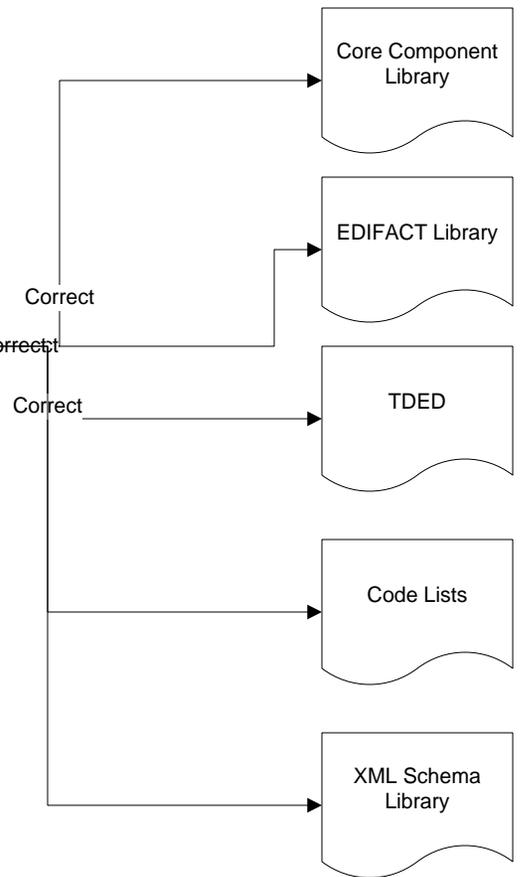 Core Component
Library
EDIFACT Library
Correct
Correct
TDED
Code Lists
XML Schema
Library